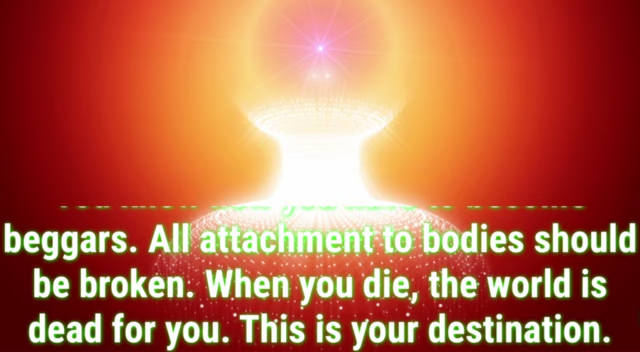 beggars. All attachment to bodies should
be broken. When you die, the world is
dead for you. This is your destination.